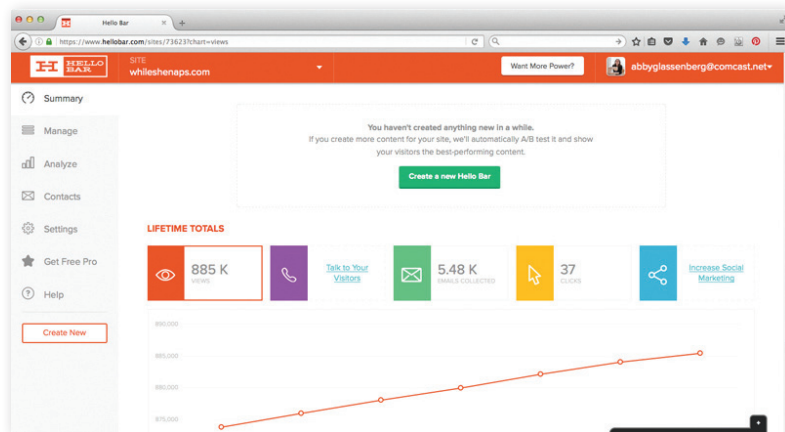 Hello Bar
https://www.hellobar.com/sites/73623?chart=views
HELLO
BAR
SITE
whileshenaps.com
Want More Power?
abbyglassenberg@comcast.net
Summary
Manage
Analyze
Contacts
Settings
Get Free Pro
Help
Create New
You haven't created anything new in a while.
If you create more content for your site, we'll automatically A/B test it and show
your visitors the best-performing content.
Create a new Hello Bar
LIFETIME TOTALS
885 K
VIEWS
Talk to Your
Visitors
5.48 K
EMAILS COLLECTED
37
CLICKS
Increase Social
Marketing
890,000
885,000
880,000
875,000